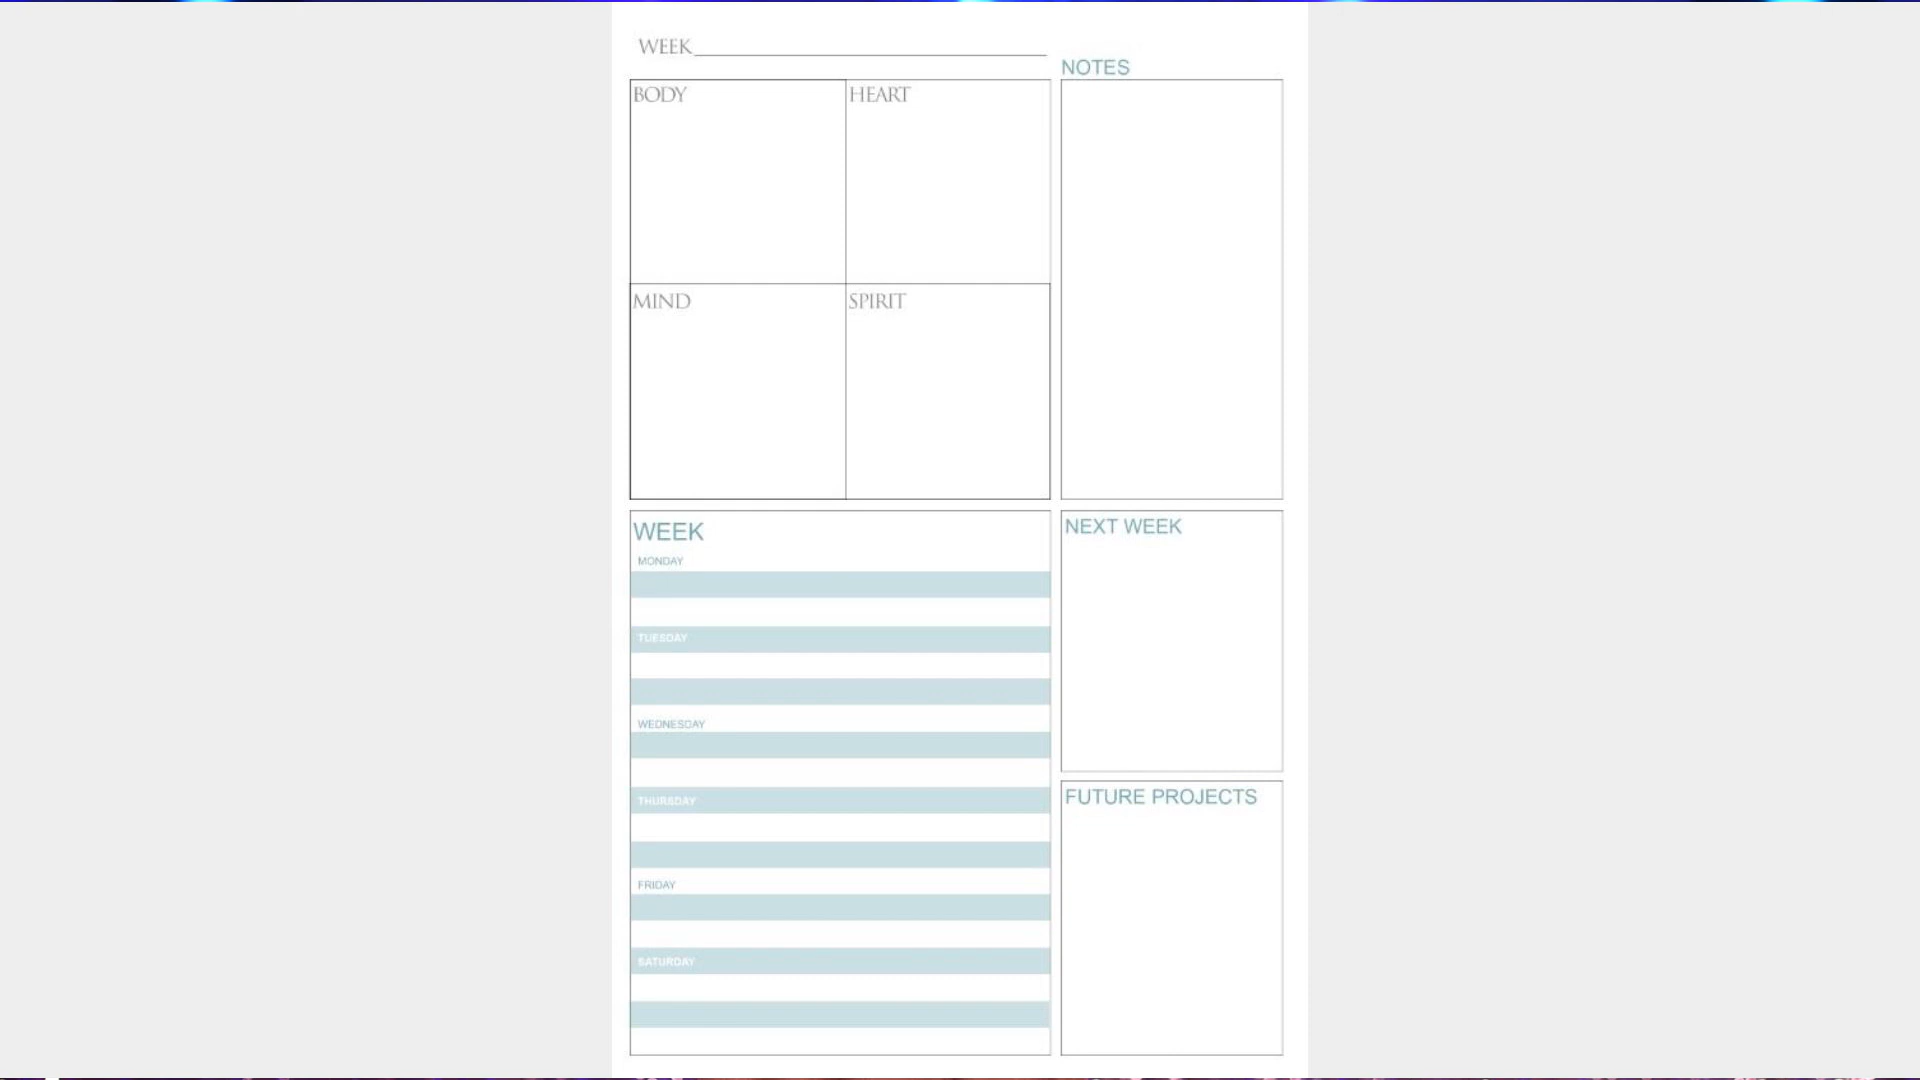 WEEK
NOTES
BODY
HEART
MIND
SPIRIT
WEEK
MONDAY
TUESDAY
WEDNESDAY
THURSDAY
FRIDAY
SATURDAY
NEXT WEEK
FUTURE PROJECTS